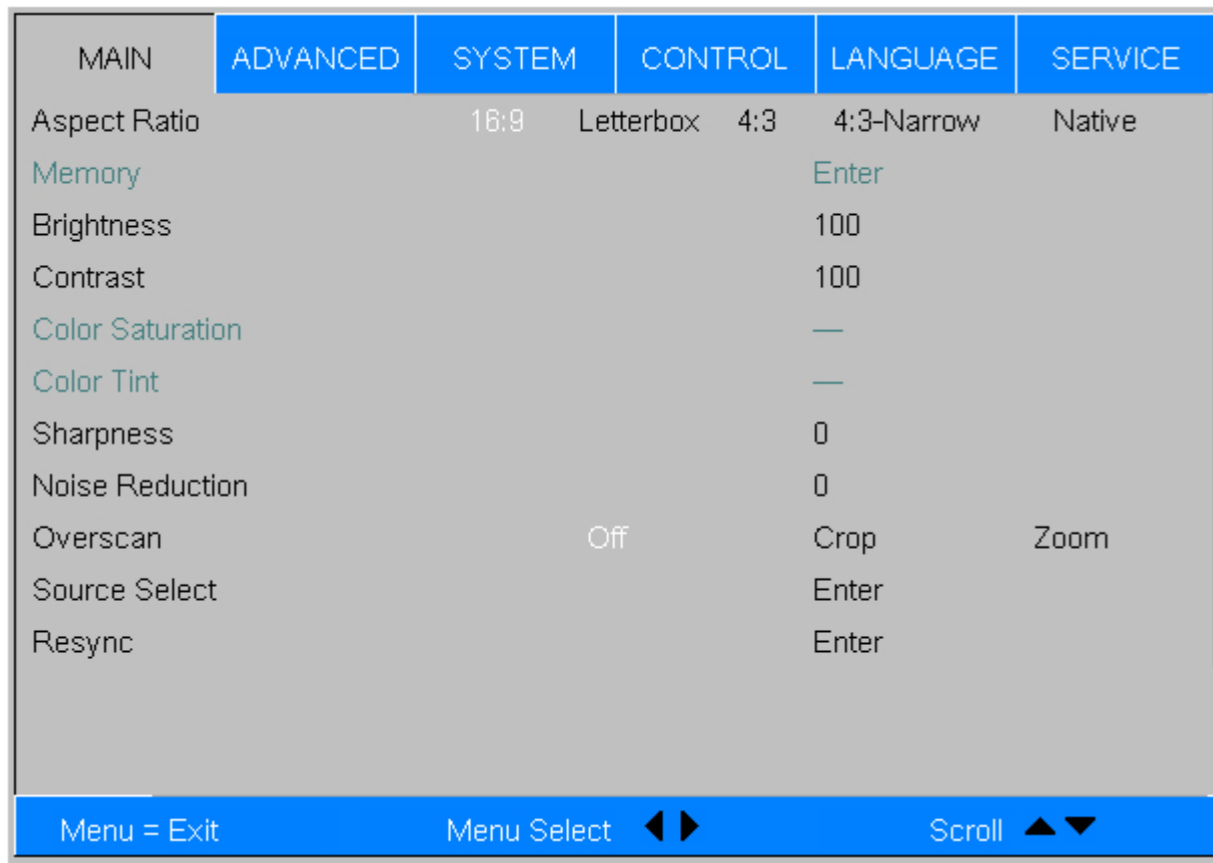 MAIN ADVANCED SYSTEM CONTROL LANGUAGE SERVICE
Aspect Ratio 16:9 Letterbox 4:3 4:3-Narrow Native
Memory Enter
Brightness 100
Contrast 100
Color Saturation —
Color Tint —
Sharpness 0
Noise Reduction 0
Overscan Off Crop Zoom
Source Select Enter
Resync Enter
Menu = Exit Menu Select ◀ ▶ Scroll ▲ ▼